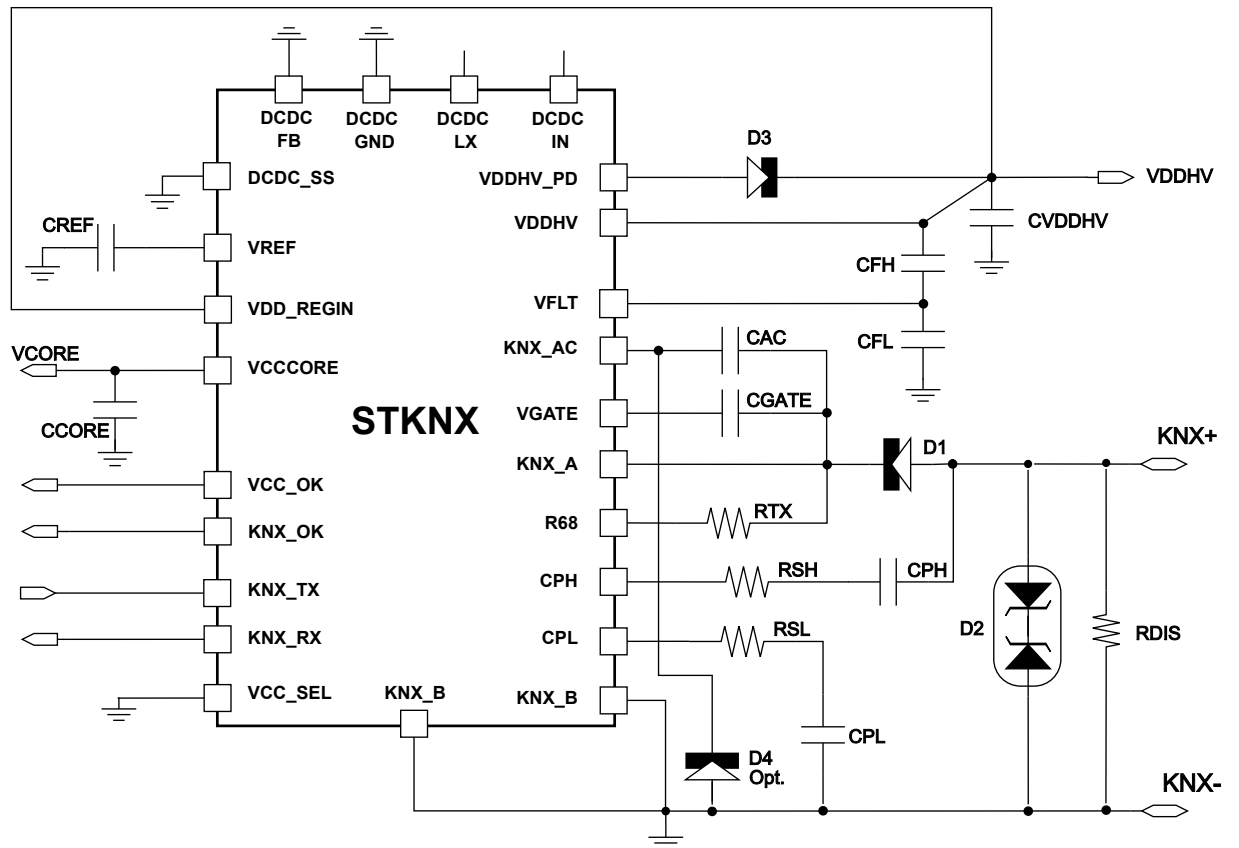 DCDC
FB
DCDC
GND
DCDC
LX
DCDC
IN
D3
DCDC_SS
VDDHV_PD
VDDHV
CREF
VREF
VDDHV
CVDDHV
CFH
VDD_REGIN
VFLT
VCORE
VCCCORE
KNX_AC
CAC
CFL
CCORE
STKNX
VGATE
CGATE
KNX_A
D1
KNX+
VCC_OK
R68
RTX
KNX_OK
CPH
RSH
CPH
KNX_TX
KNX_RX
CPL
RSL
D2
RDIS
VCC_SEL
KNX_B
KNX_B
CPL
D4
Opt.
KNX-